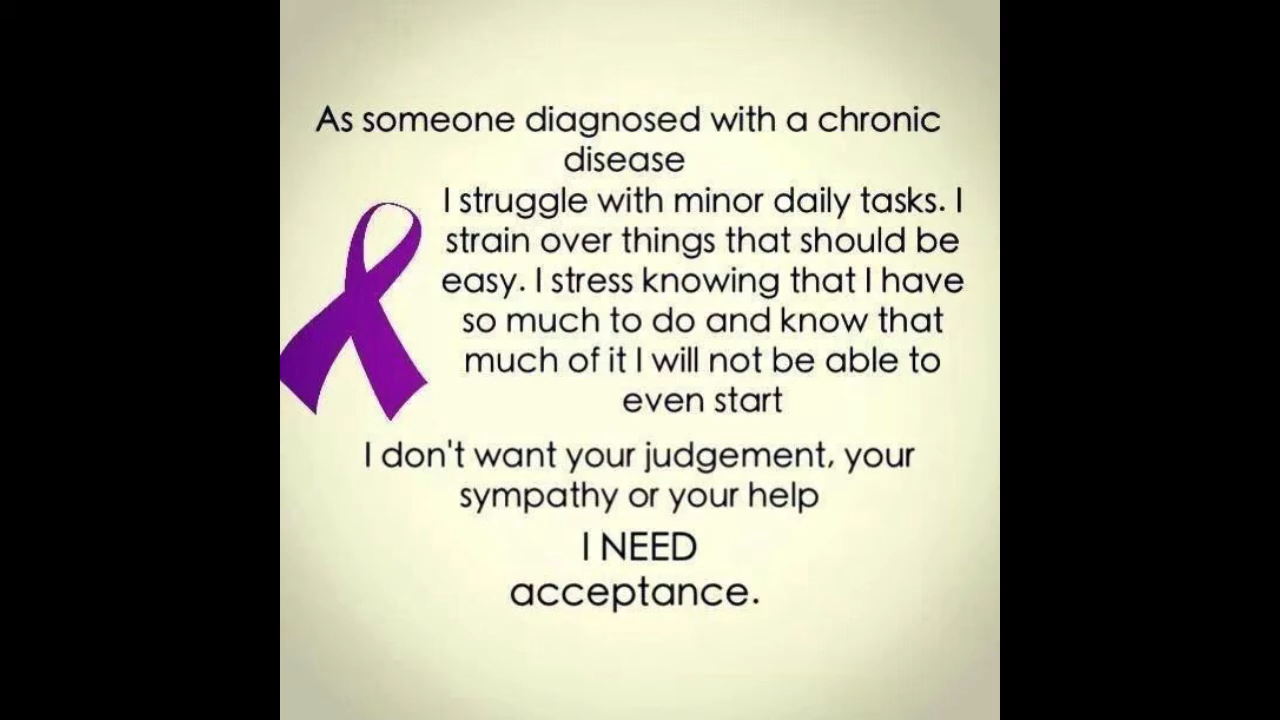 As someone diagnosed with a chronic
disease
I struggle with minor daily tasks. I
strain over things that should be
easy. I stress knowing that I have
so much to do and know that
much of it I will not be able to
even start
I don't want your judgement, your
sympathy or your help
I NEED
acceptance.